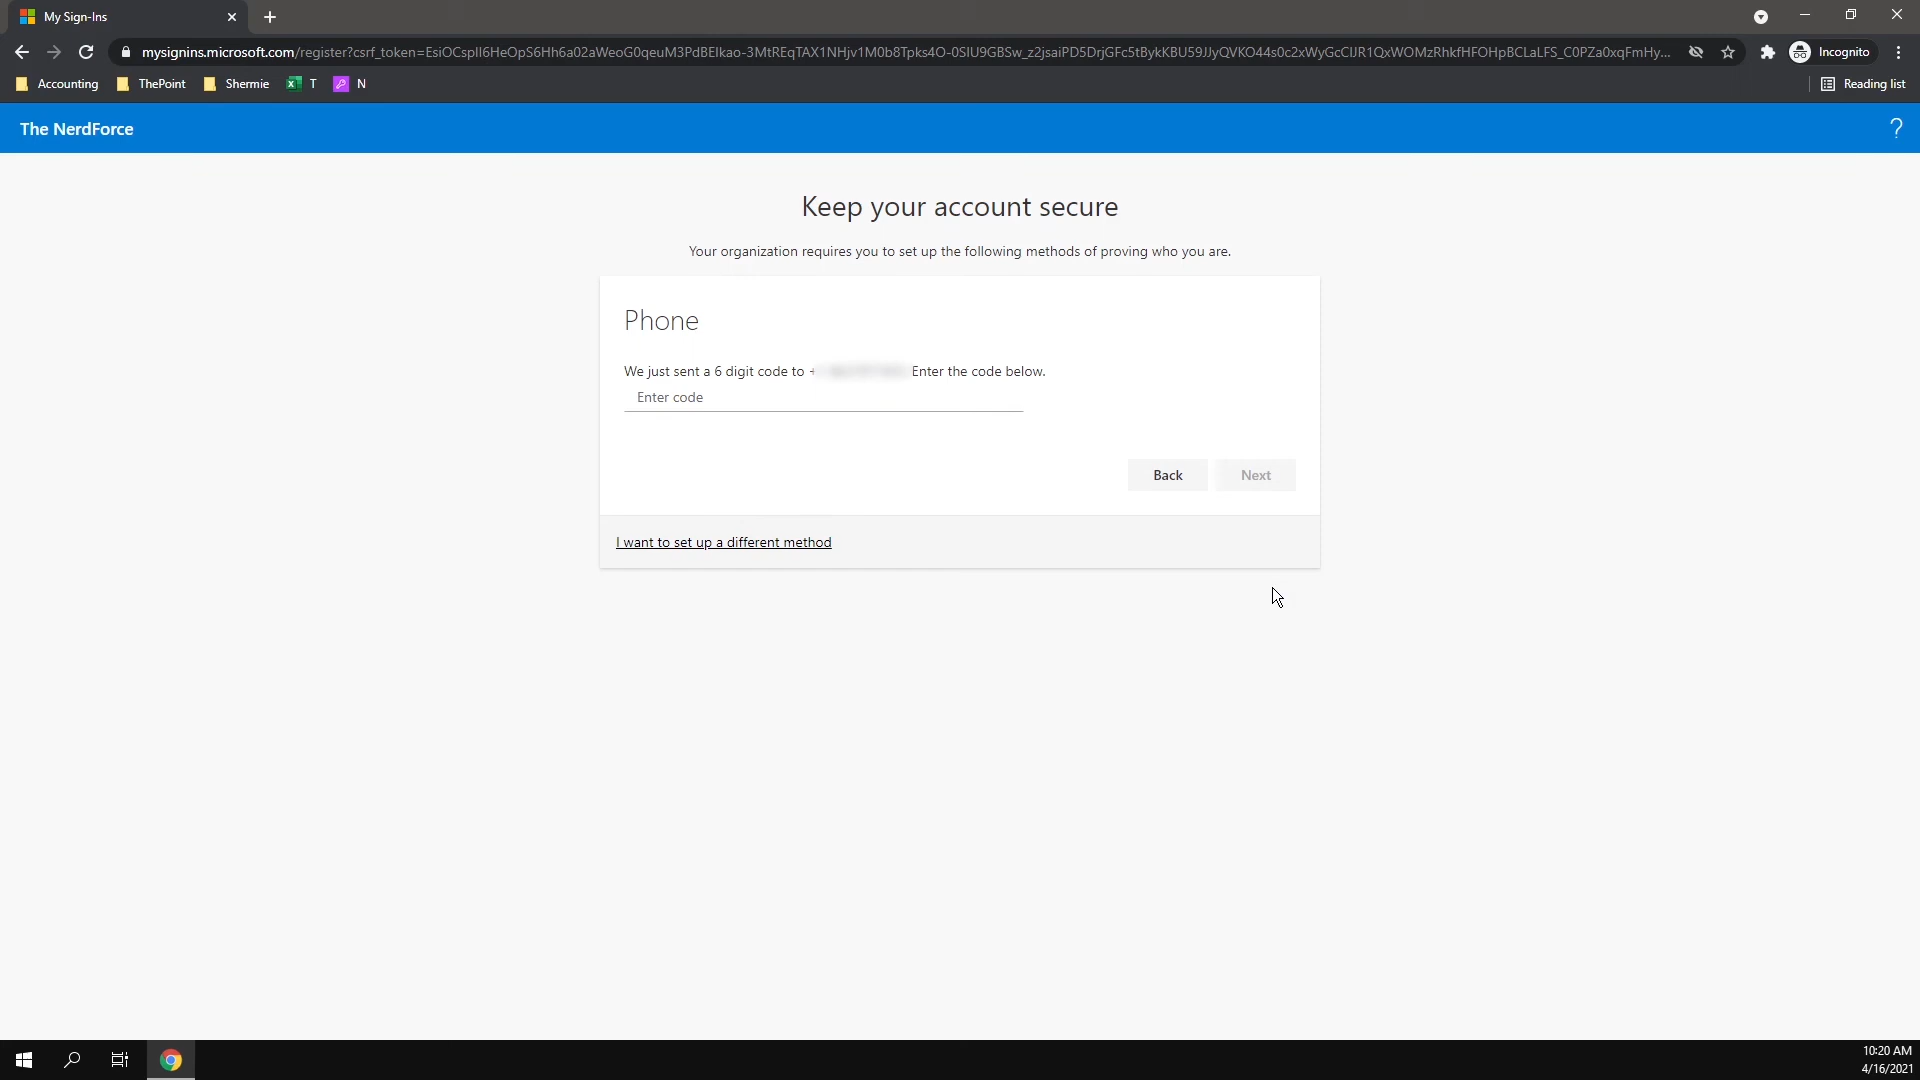 My Sign-Ins
mysignins.microsoft.com/register?csrf_token=
Incognito
Accounting
ThePoint
Shermie
T
N
Reading list
The NerdForce
?
Keep your account secure
Your organization requires you to set up the following methods of proving who you are.
Phone
We just sent a 6 digit code to + Enter the code below.
Enter code
Back
Next
I want to set up a different method
10:20 AM
4/16/2021